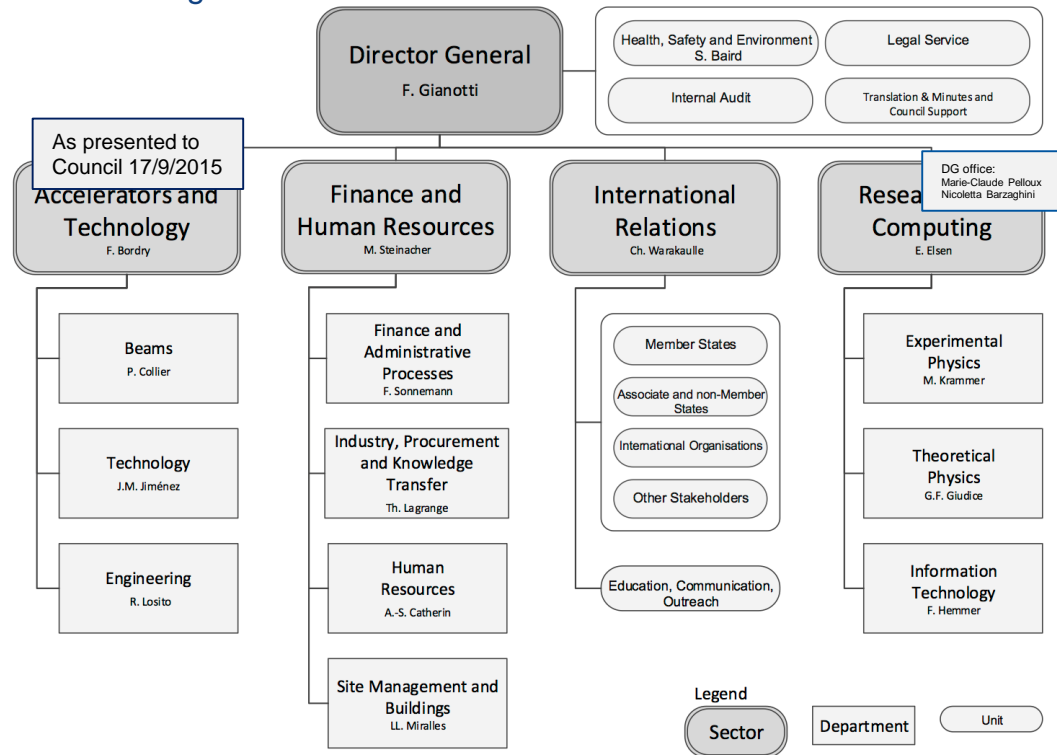 Director General
F. Gianotti
Health, Safety and Environment
S. Baird
Legal Service
Internal Audit
Translation & Minutes and
Council Support
As presented to
Council 17/9/2015
DG office:
Marie-Claude Pelloux
Nicoletta Barzaghini
Accelerators and
Technology
F. Bordry
Finance and
Human Resources
M. Steinacher
International
Relations
Ch. Warakaulle
Computing
E. Elsen
Beams
P. Collier
Technology
J.M. Jiménez
Engineering
R. Losito
Finance and
Administrative
Processes
F. Sonnemann
Industry, Procurement
and Knowledge
Transfer
Th. Lagrange
Human
Resources
A.-S. Catherin
Site Management and
Buildings
LL. Miralles
Member States
Associate and non-Member
States
International Organisations
Other Stakeholders
Education, Communication,
Outreach
Experimental
Physics
M. Krammer
Theoretical
Physics
G.F. Giudice
Information
Technology
F. Hemmer
Legend
Sector
Department
Unit